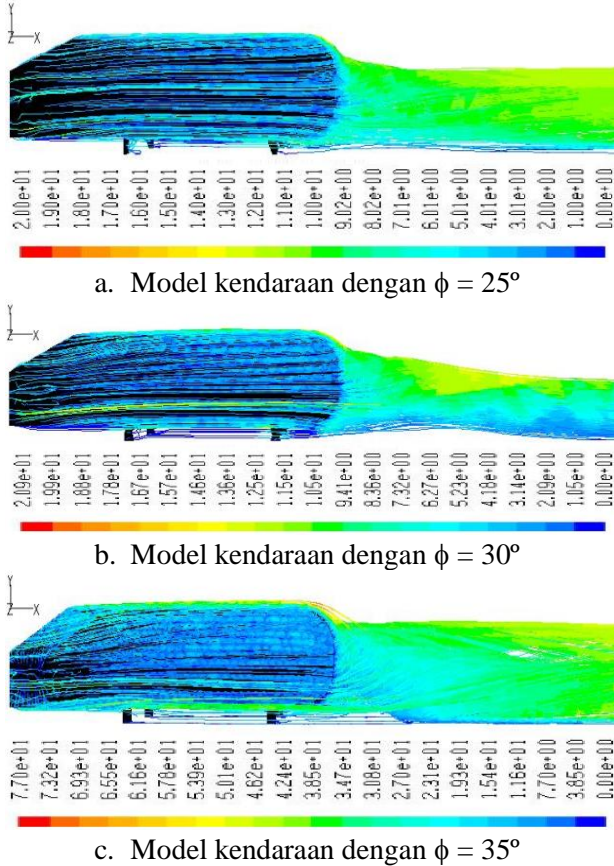 Y
Z X
2.00e+01 1.90e+01 1.80e+01 1.70e+01 1.60e+01 1.50e+01 1.40e+01 1.30e+01 1.20e+01 1.10e+01 1.00e+01 9.02e+00 8.02e+00 7.01e+00 6.01e+00 5.01e+00 4.01e+00 3.01e+00 2.00e+00 1.00e+00 0.00e+00
a. Model kendaraan dengan ϕ = 25º
Y
Z X
2.09e+01 1.99e+01 1.88e+01 1.78e+01 1.67e+01 1.57e+01 1.46e+01 1.36e+01 1.25e+01 1.15e+01 1.05e+01 9.41e+00 8.36e+00 7.32e+00 6.27e+00 5.23e+00 4.18e+00 3.14e+00 2.09e+00 1.05e+00 0.00e+00
b. Model kendaraan dengan ϕ = 30º
Y
Z X
7.70e+01 7.32e+01 6.93e+01 6.55e+01 6.16e+01 5.78e+01 5.39e+01 5.01e+01 4.62e+01 4.24e+01 3.85e+01 3.47e+01 3.08e+01 2.70e+01 2.31e+01 1.93e+01 1.54e+01 1.16e+01 7.70e+00 3.85e+00 0.00e+00
c. Model kendaraan dengan ϕ = 35º